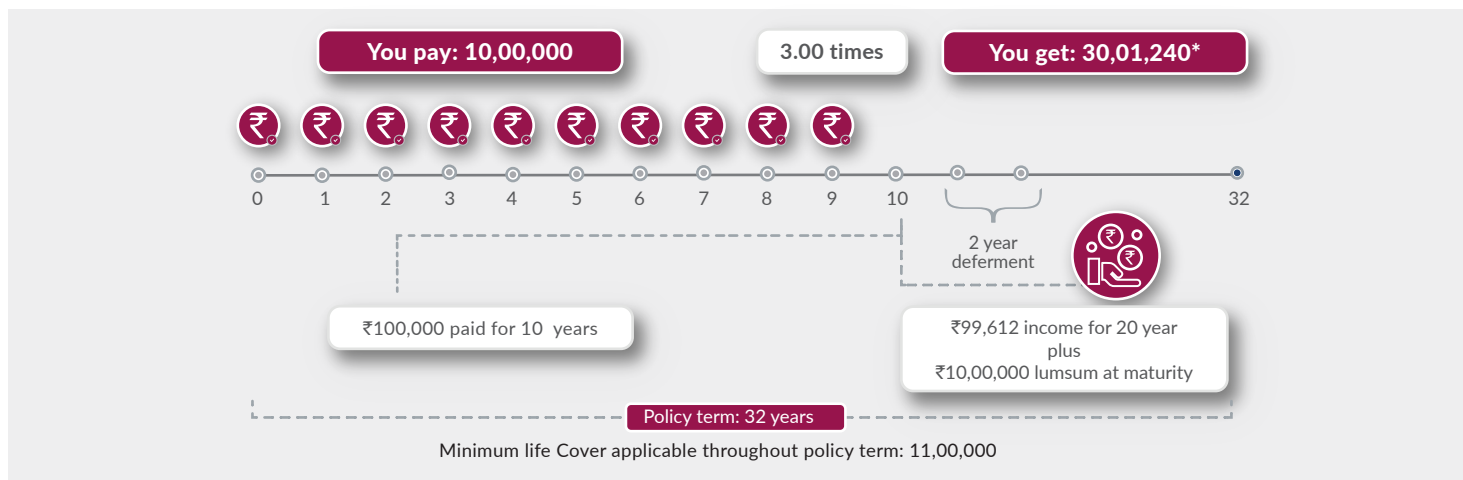 You pay: 10,00,000
3.00 times
You get: 30,01,240*
₹ ₹ ₹ ₹ ₹ ₹ ₹ ₹ ₹ ₹
0 1 2 3 4 5 6 7 8 9 10 32
2 year
deferment
₹
₹
₹100,000 paid for 10 years
₹99,612 income for 20 year
plus
₹10,00,000 lumsum at maturity
Policy term: 32 years
Minimum life Cover applicable throughout policy term: 11,00,000